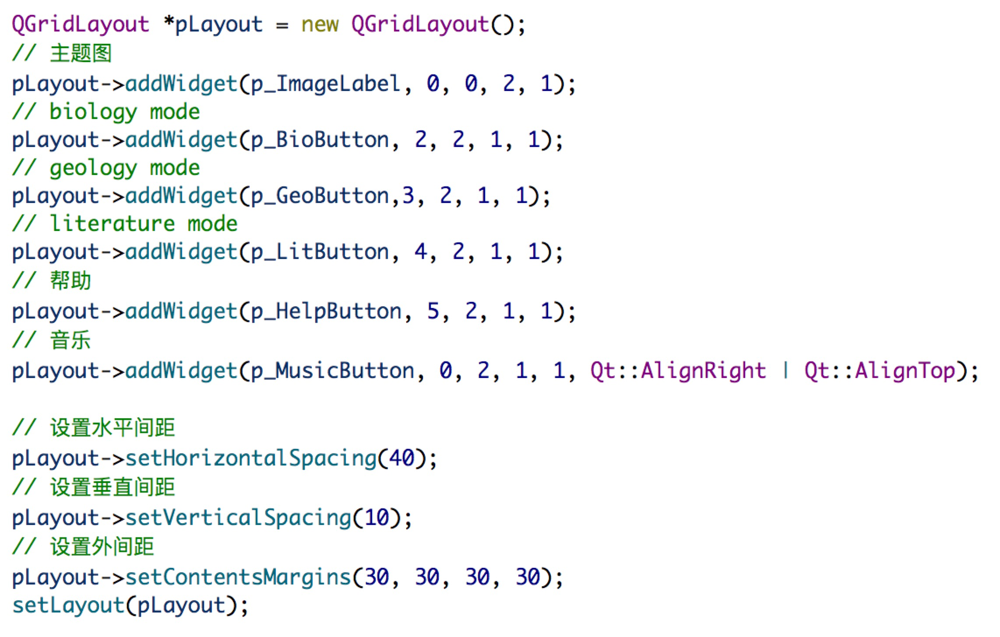 QGridLayout *pLayout = new QGridLayout();
// 主题图
pLayout->addWidget(p_ImageLabel, 0, 0, 2, 1);
// biology mode
pLayout->addWidget(p_BioButton, 2, 2, 1, 1);
// geology mode
pLayout->addWidget(p_GeoButton,3, 2, 1, 1);
// literature mode
pLayout->addWidget(p_LitButton, 4, 2, 1, 1);
// 帮助
pLayout->addWidget(p_HelpButton, 5, 2, 1, 1);
// 音乐
pLayout->addWidget(p_MusicButton, 0, 2, 1, 1, Qt::AlignRight | Qt::AlignTop);
// 设置水平间距
pLayout->setHorizontalSpacing(40);
// 设置垂直间距
pLayout->setVerticalSpacing(10);
// 设置外间距
pLayout->setContentsMargins(30, 30, 30, 30);
setLayout(pLayout);